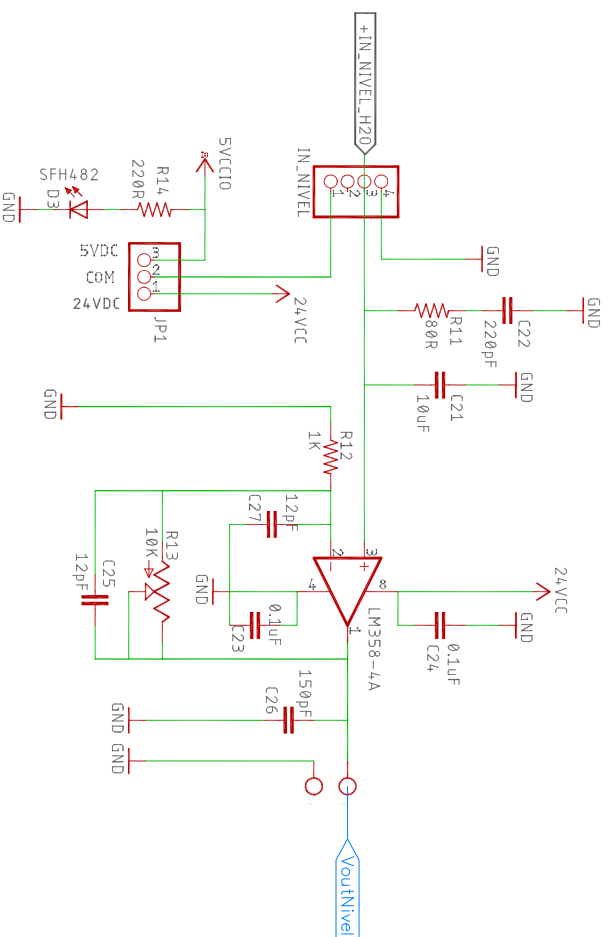 +IN_NIVEL_H2O
IN_NIVEL
1
2
3
4
GND
5VCCIO
SFH482
D3
R14
220R
GND
5VDC
COM
24VDC
3
2
1
JP1
24VCC
R11
80R
C22
220pF
GND
C21
10uF
GND
GND
R12
1K
C27
12pF
R13
10K
C25
12pF
GND
C23
0.1uF
2
3
4
8
1
-
+
LM358-4A
24VCC
C24
0.1uF
GND
C26
150pF
GND
GND
VoutNivel